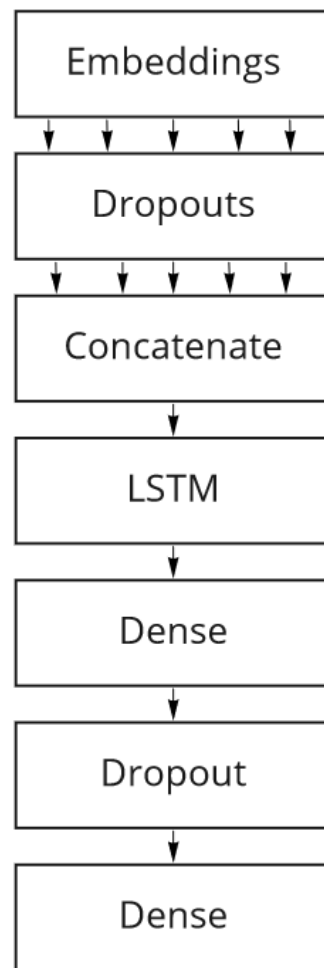 Embeddings
Dropouts
Concatenate
LSTM
Dense
Dropout
Dense